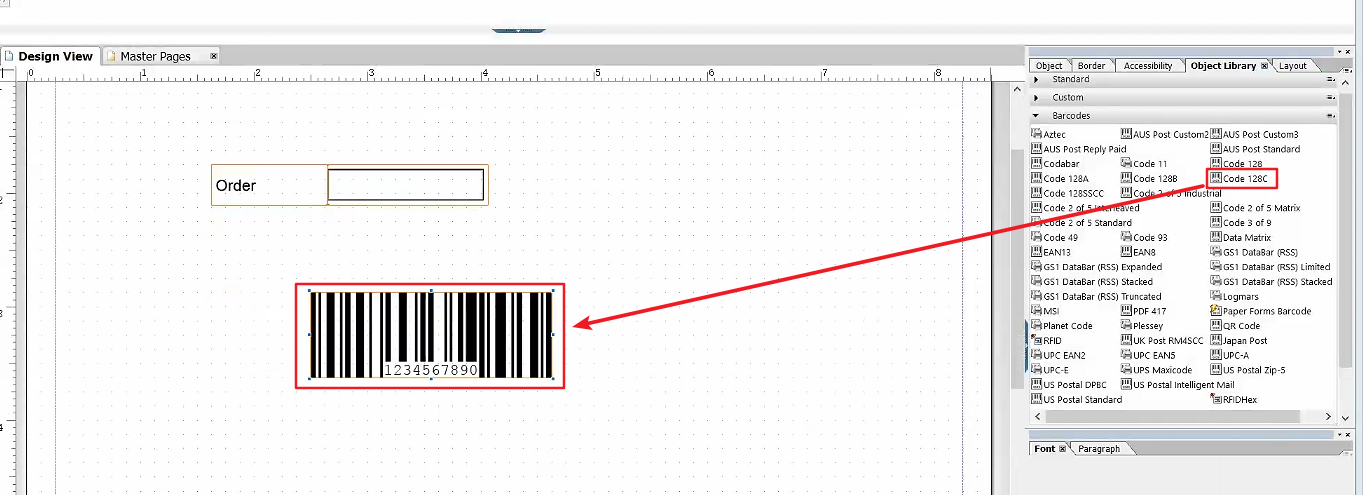 Design View Master Pages
0 1 2 3 4 5 6 7 8
2
3
4
Order
1234567890
Object Border Accessibility Object Library Layout
Standard
Custom
Barcodes
Aztec AUS Post Custom2 AUS Post Custom3
AUS Post Reply Paid AUS Post Standard
Codabar Code 11 Code 128
Code 128A Code 128B Code 128C
Code 128SSCC Code 2 of 5 Industrial
Code 2 of 5 Interleaved Code 2 of 5 Matrix
Code 2 of 5 Standard Code 3 of 9
Code 49 Code 93 Data Matrix
EAN13 EAN8 GS1 DataBar (RSS)
GS1 DataBar (RSS) Expanded GS1 DataBar (RSS) Limited
GS1 DataBar (RSS) Stacked GS1 DataBar (RSS) Stacked
GS1 DataBar (RSS) Truncated Logmars
MSI PDF 417 Paper Forms Barcode
Planet Code Plessey QR Code
RFID UK Post RM4SCC Japan Post
UPC EAN2 UPC EAN5 UPC-A
UPC-E UPS Maxicode US Postal Zip-5
US Postal DPBC US Postal Intelligent Mail
US Postal Standard RFIDHex
Font Paragraph